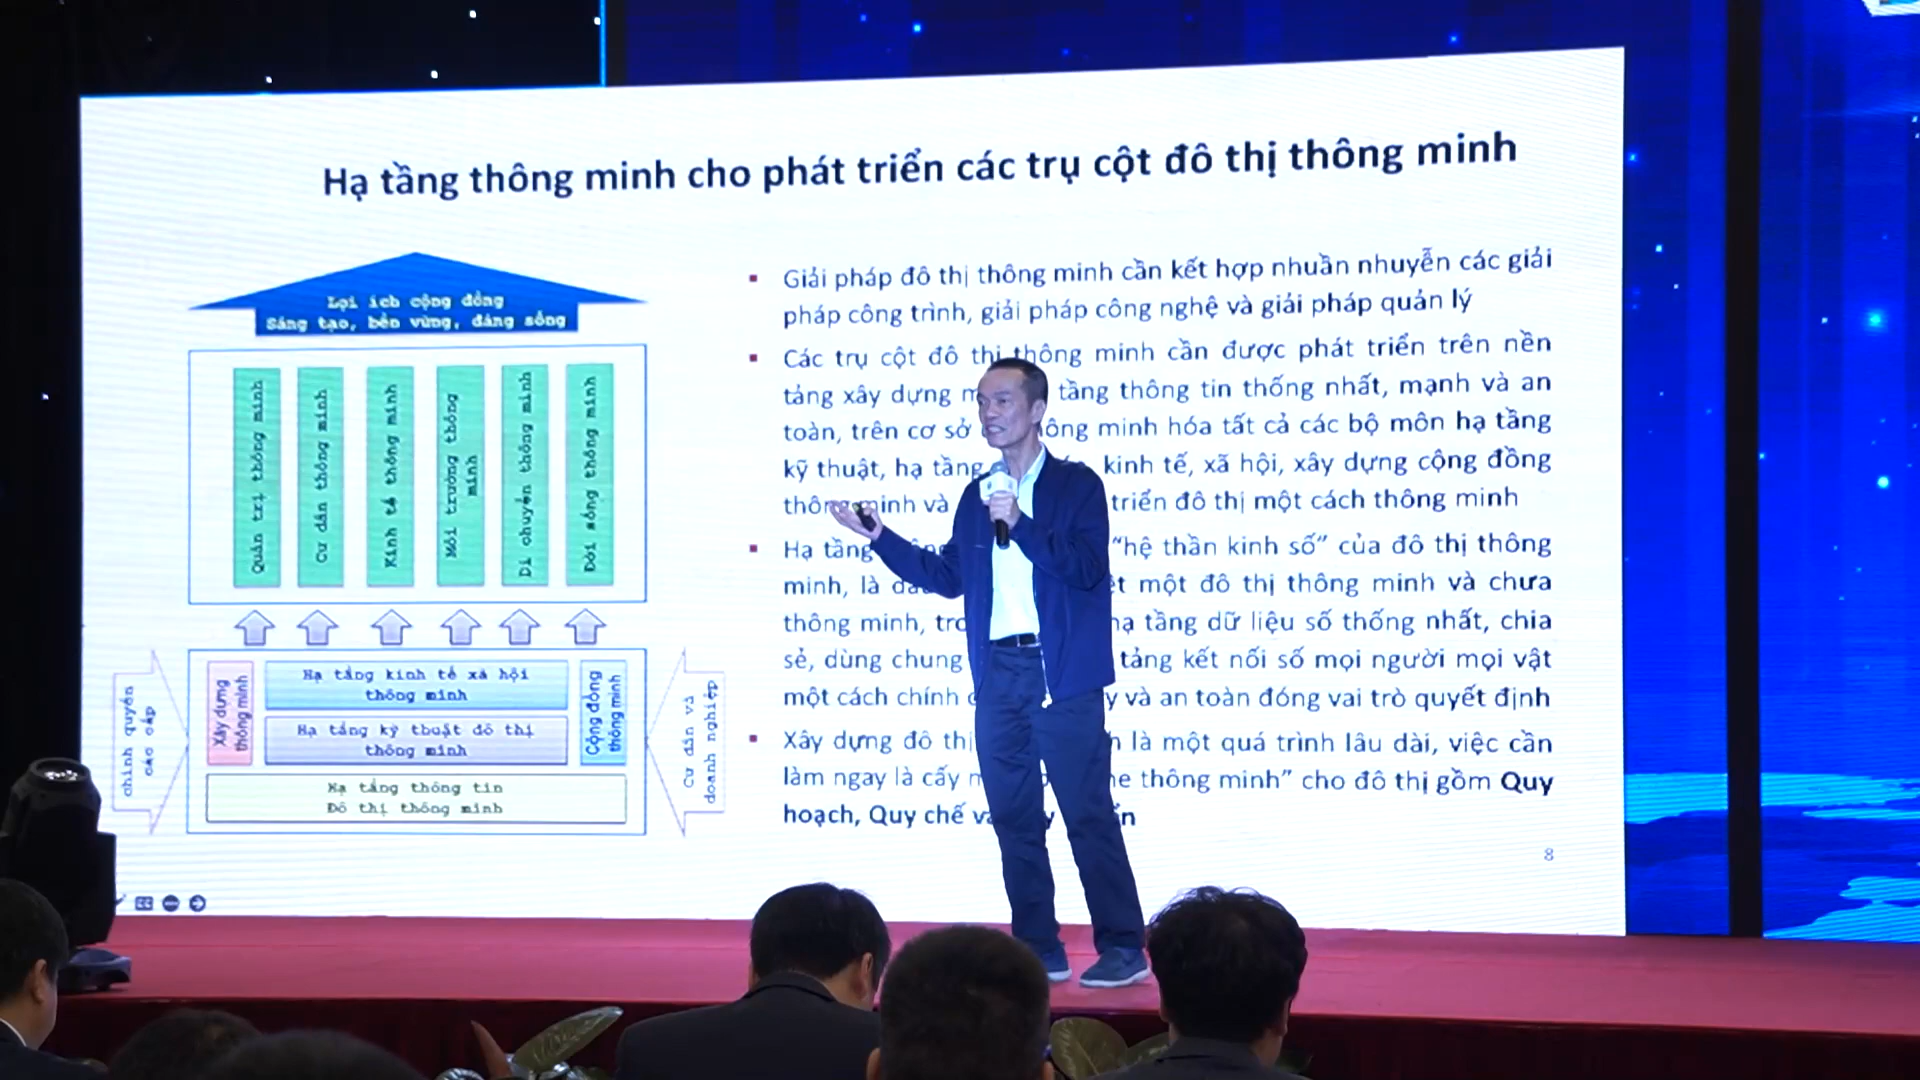 Hạ tầng thông minh cho phát triển các trụ cột đô thị thông minh
Lợi ích cộng đồng
Sáng tạo, bền vững, đáng sống
Quản trị thông minh
Cư dân thông minh
Kinh tế thông minh
Môi trường thông
minh
Di chuyển thông minh
Đời sống thông minh
chính quyền
các cấp
Xây dựng
thông minh
Hạ tầng kinh tế xã hội
thông minh
Hạ tầng kỹ thuật đô thị
thông minh
Cộng đồng
thông minh
Cư dân và
doanh nghiệp
Hạ tầng thông tin
Đô thị thông minh
▪ Giải pháp đô thị thông minh cần kết hợp nhuần nhuyễn các giải
pháp công trình, giải pháp công nghệ và giải pháp quản lý
▪ Các trụ cột đô thị thông minh cần được phát triển trên nền
tảng xây dựng tầng thông tin thống nhất, mạnh và an
toàn, trên cơ sở thông minh hóa tất cả các bộ môn hạ tầng
kỹ thuật, hạ tầng kinh tế, xã hội, xây dựng cộng đồng
thông minh và triển đô thị một cách thông minh
▪ Hạ tầng "hệ thần kinh số" của đô thị thông
minh, là một đô thị thông minh và chưa
thông minh, hạ tầng dữ liệu số thống nhất, chia
sẻ, dùng chung tảng kết nối số mọi người mọi vật
một cách chính và an toàn đóng vai trò quyết định
▪ Xây dựng đô thị là một quá trình lâu dài, việc cần
làm ngay là cấy thông minh" cho đô thị gồm Quy
hoạch, Quy chế
8